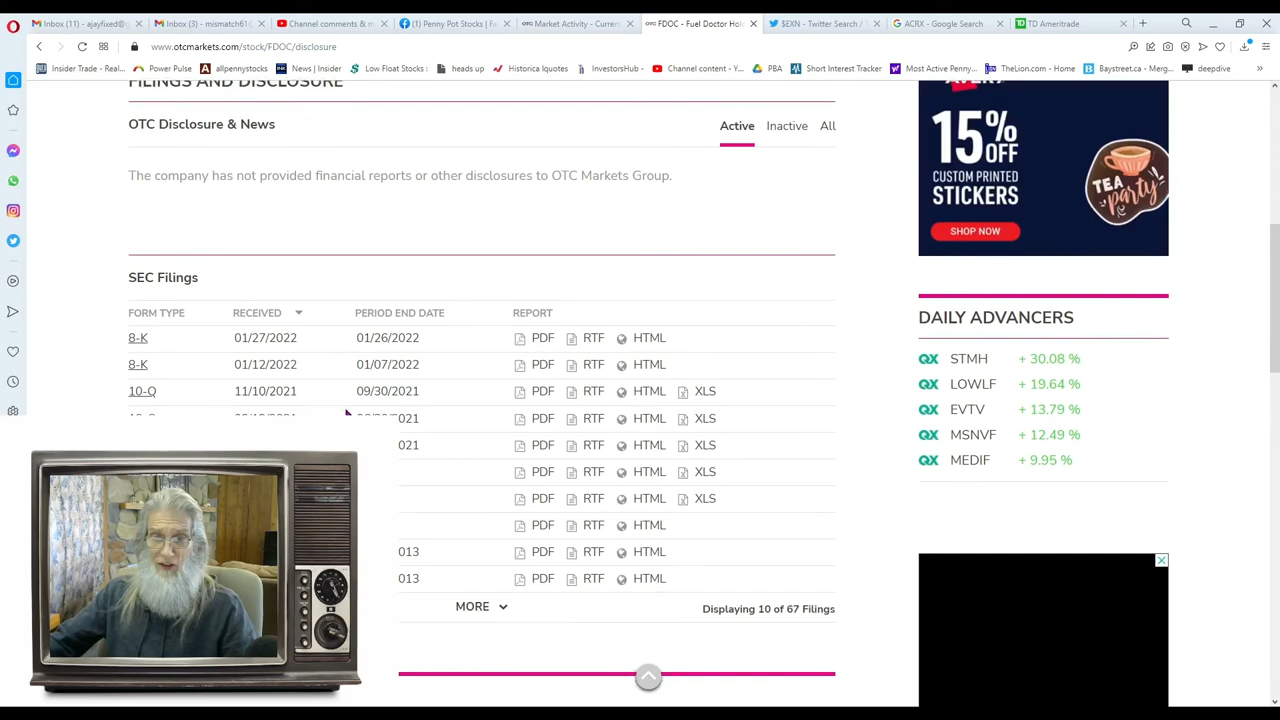 Inbox (11) - ajayfixed@g
Inbox (3) - mismatch61@
Channel comments & m
(1) Penny Pot Stocks | Fa
Market Activity - Curren
FDOC - Fuel Doctor Hol
$EXN - Twitter Search /
ACRX - Google Search
TD Ameritrade
www.otcmarkets.com/stock/FDOC/disclosure
Insider Trade - Real...
Power Pulse
allpennystocks
News | Insider
Low Float Stocks :
heads up
Historica Iquotes
InvestorsHub -
Channel content - Y...
PBA
Short Interest Tracker
Most Active Penny...
TheLion.com - Home
Baystreet.ca - Merg...
deepdive
FILINGS AND DISCLOSURE
OTC Disclosure & News
Active Inactive All
The company has not provided financial reports or other disclosures to OTC Markets Group.
SEC Filings
FORM TYPE RECEIVED PERIOD END DATE REPORT
8-K 01/27/2022 01/26/2022 PDF RTF HTML
8-K 01/12/2022 01/07/2022 PDF RTF HTML
10-Q 11/10/2021 09/30/2021 PDF RTF HTML XLS
021 PDF RTF HTML XLS
021 PDF RTF HTML XLS
PDF RTF HTML XLS
PDF RTF HTML XLS
PDF RTF HTML
013 PDF RTF HTML
013 PDF RTF HTML
MORE
Displaying 10 of 67 Filings
AVERY
15% OFF
CUSTOM PRINTED
STICKERS
SHOP NOW
TEA
party
DAILY ADVANCERS
QX STMH + 30.08 %
QX LOWLF + 19.64 %
QX EVTV + 13.79 %
QX MSNVF + 12.49 %
QX MEDIF + 9.95 %